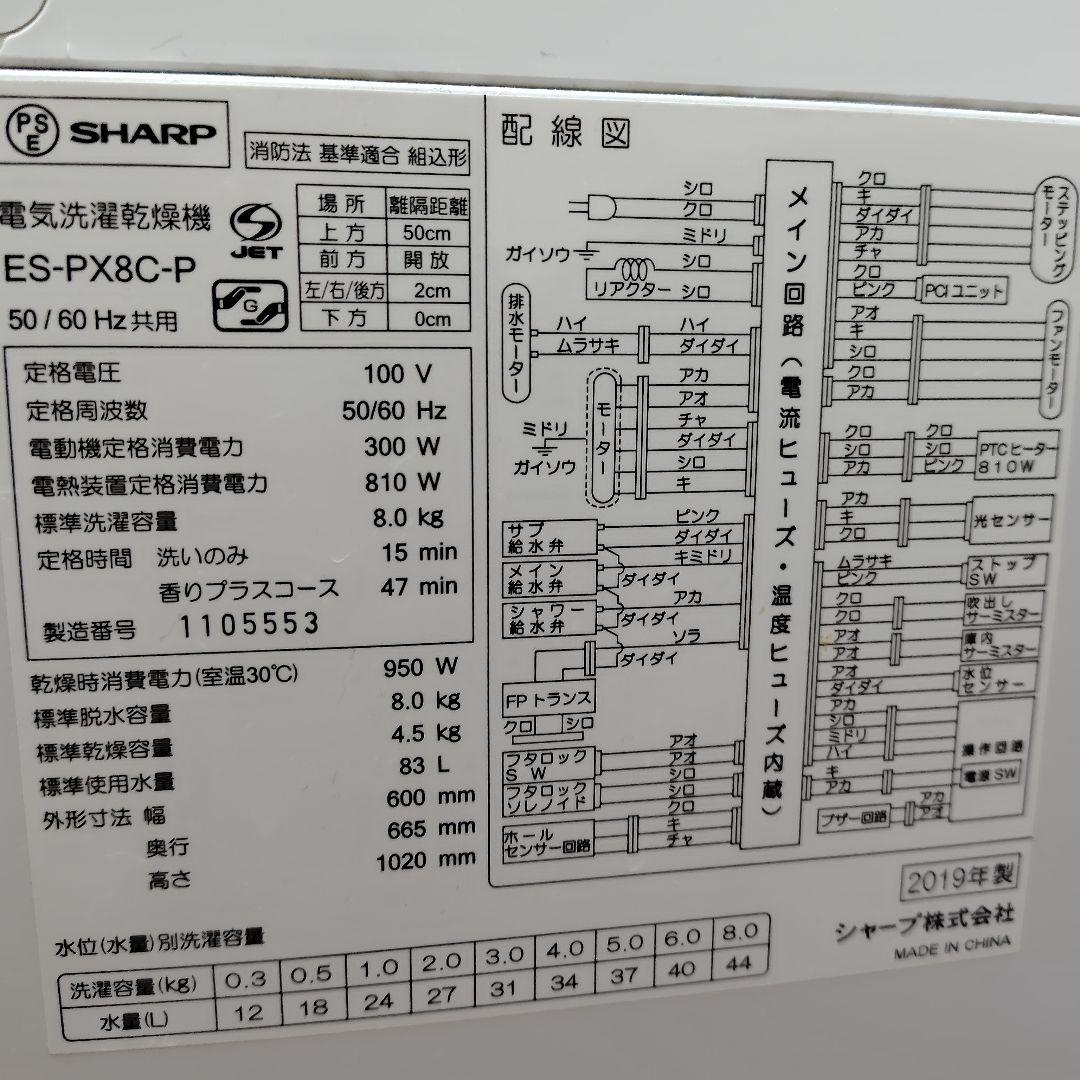 PSE SHARP
消防法 基準適合 組込形
電気洗濯乾燥機
JET
ES-PX8C-P
G
50/60 Hz共用
場所 離隔距離
上方 50cm
前方 開放
左/右/後方 2cm
下方 0cm
定格電圧 100 V
定格周波数 50/60 Hz
電動機定格消費電力 300 W
電熱装置定格消費電力 810 W
標準洗濯容量 8.0 kg
定格時間 洗いのみ 15 min
香りプラスコース 47 min
製造番号 1105553
乾燥時消費電力(室温30℃) 950 W
標準脱水容量 8.0 kg
標準乾燥容量 4.5 kg
標準使用水量 83 L
外形寸法 幅 600 mm
奥行 665 mm
高さ 1020 mm
配線図
シロ
クロ
ガイソウ ミドリ
シロ
リアクター シロ
排水モーター
ハイ ハイ
ムラサキ ダイダイ
モーター
アカ
アオ
チャ
ダイダイ
シロ
キ
ミドリ
ガイソウ
サブ給水弁
ピンク
ダイダイ
キミドリ
メイン給水弁
ダイダイ
アカ
シャワー給水弁
ダイダイ
ソラ
ダイダイ
FPトランス
クロ シロ
フタロックSW
アオ
アオ
フタロックソレノイド
シロ
シロ
ホールセンサー回路
クロ
キ
チャ
メイン回路(電流ヒューズ・温度ヒューズ内蔵)
クロ
キ
ダイダイ
アカ
チャ
ステッピングモーター
クロ
ピンク
PCIユニット
アオ
キ
シロ
クロ
アカ
ファンモーター
クロ クロ
シロ シロ
アカ ピンク
PTCヒーター
810W
アカ
キ
クロ
光センサー
ムラサキ
ピンク
ストップSW
クロ
クロ
吹出しサーミスター
アオ
アオ
庫内サーミスター
アオ
ダイダイ
水位センサー
アカ
シロ
ミドリ
ハイ
操作回路
キ
アカ
電源SW
ブザー回路
アカ
アオ
2019年製
シャープ株式会社
MADE IN CHINA
水位(水量)別洗濯容量
洗濯容量(kg) 0.3 0.5 1.0 2.0 3.0 4.0 5.0 6.0 8.0
水量(L) 12 18 24 27 31 34 37 40 44